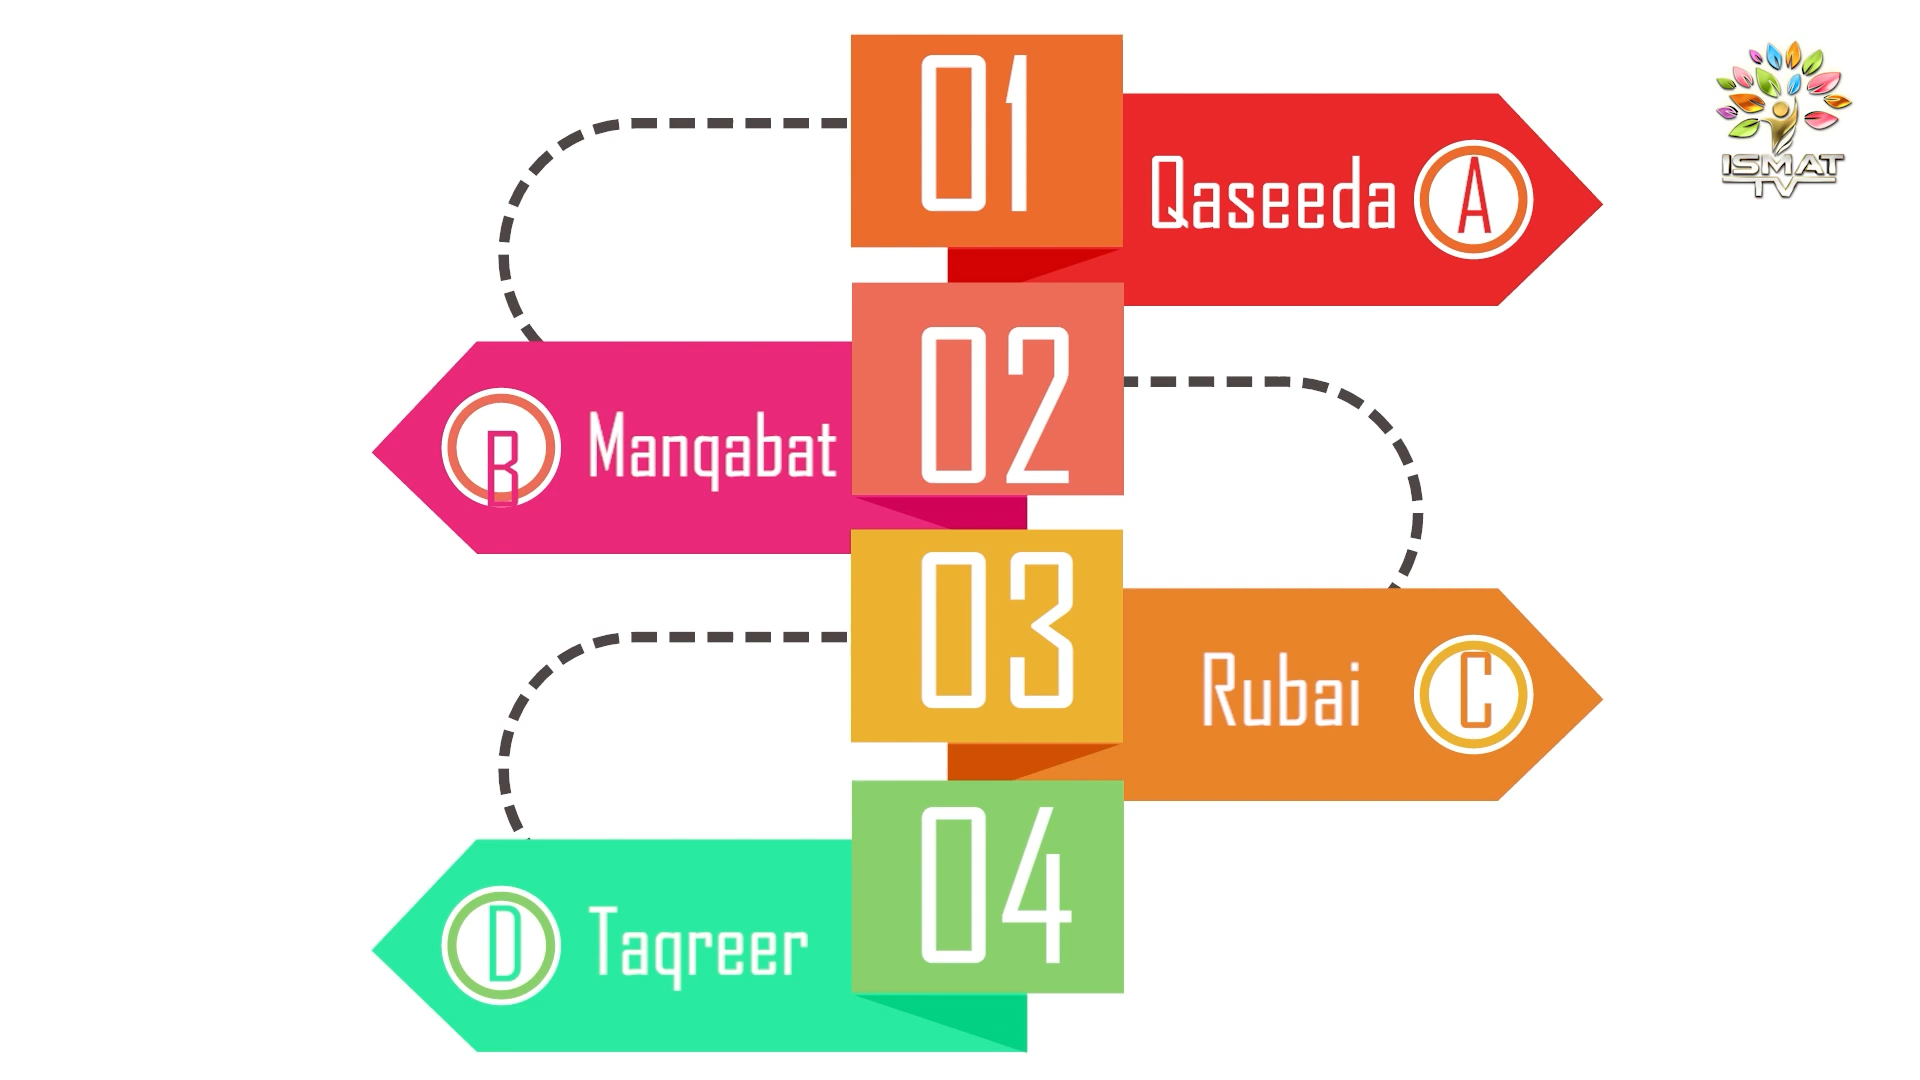 01
Qaseeda A
ISMAT
TV
B Manqabat
02
03
Rubai C
D Taqreer
04